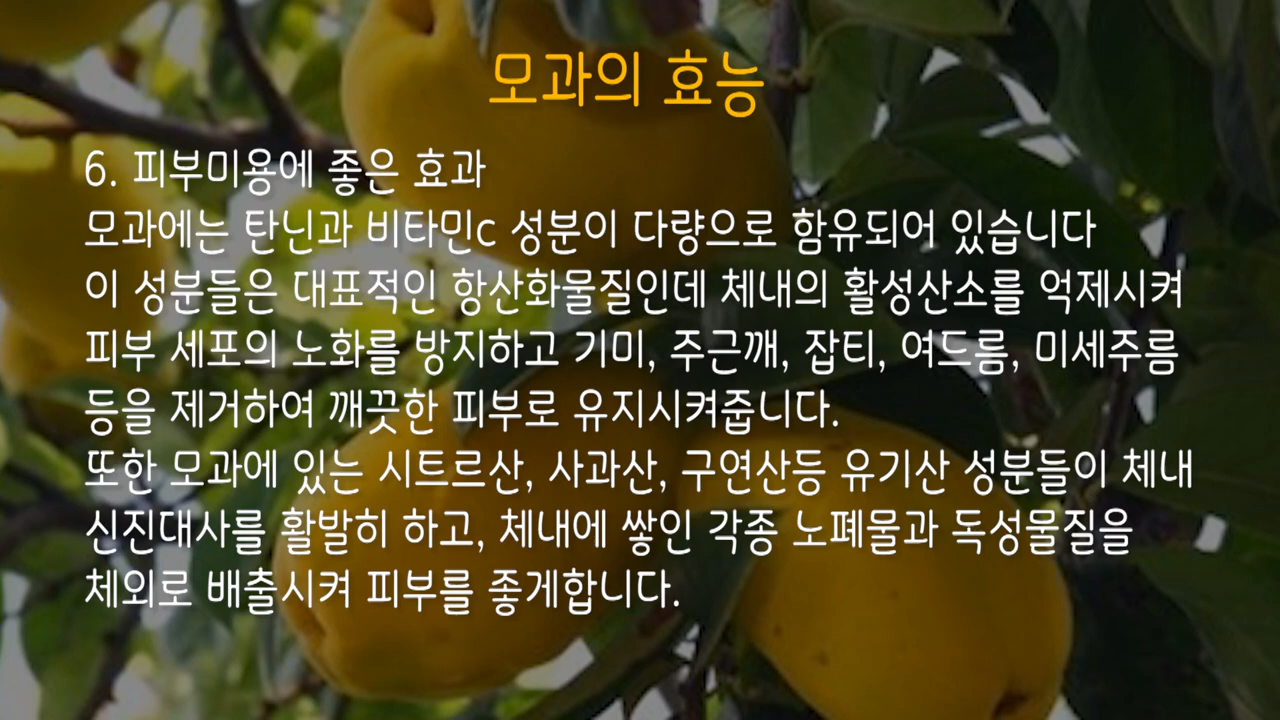 모과의 효능
6. 피부미용에 좋은 효과
모과에는 탄닌과 비타민c 성분이 다량으로 함유되어 있습니다
이 성분들은 대표적인 항산화물질인데 체내의 활성산소를 억제시켜
피부 세포의 노화를 방지하고 기미, 주근깨, 잡티, 여드름, 미세주름
등을 제거하여 깨끗한 피부로 유지시켜줍니다.
또한 모과에 있는 시트르산, 사과산, 구연산등 유기산 성분들이 체내
신진대사를 활발히 하고, 체내에 쌓인 각종 노폐물과 독성물질을
체외로 배출시켜 피부를 좋게합니다.